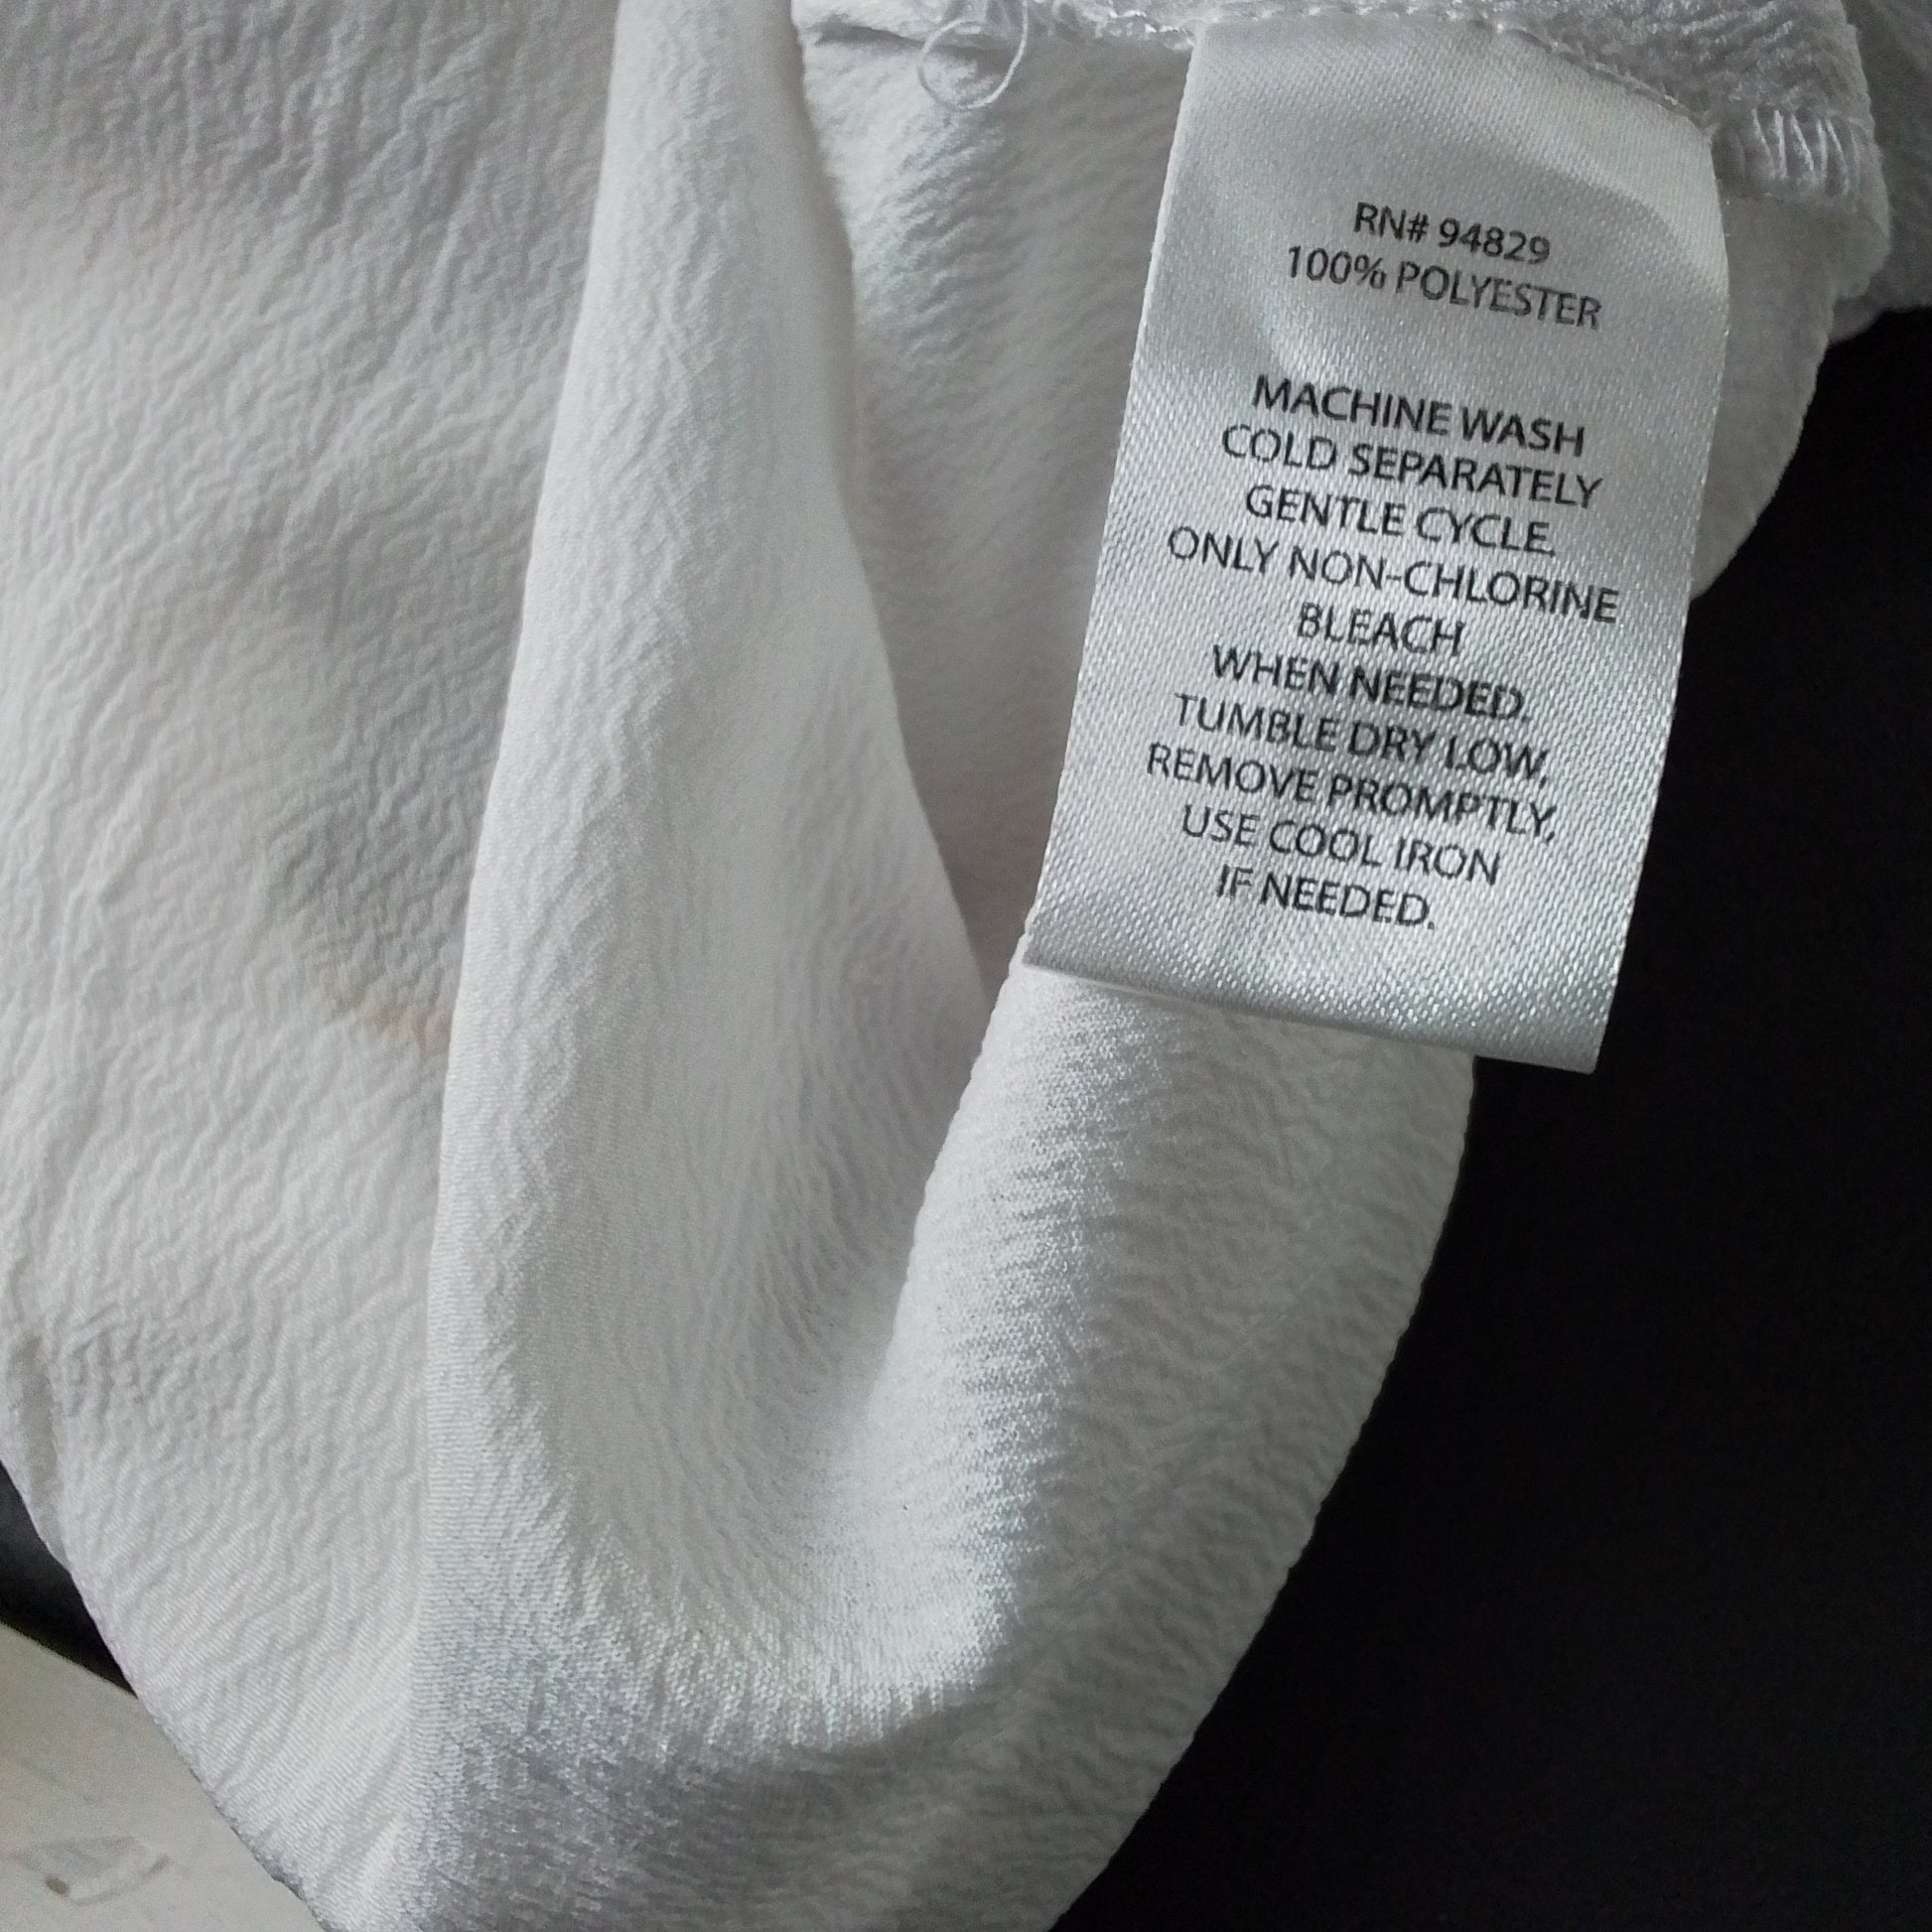 RN# 94829
100% POLYESTER
MACHINE WASH
COLD SEPARATELY
GENTLE CYCLE.
ONLY NON-CHLORINE
BLEACH
WHEN NEEDED.
TUMBLE DRY LOW,
REMOVE PROMPTLY,
USE COOL IRON
IF NEEDED.